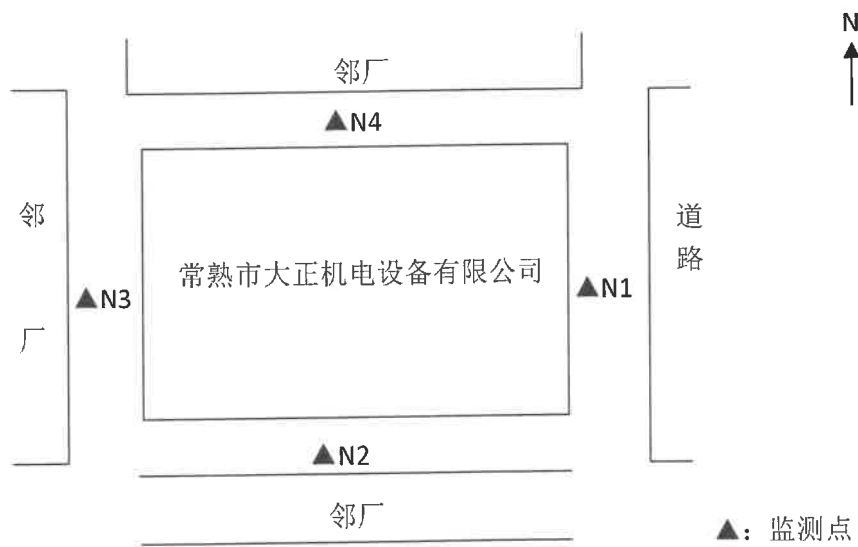 N
邻厂
▲N4
邻厂
道路
常熟市大正机电设备有限公司
▲N3
▲N1
▲N2
邻厂
▲：监测点